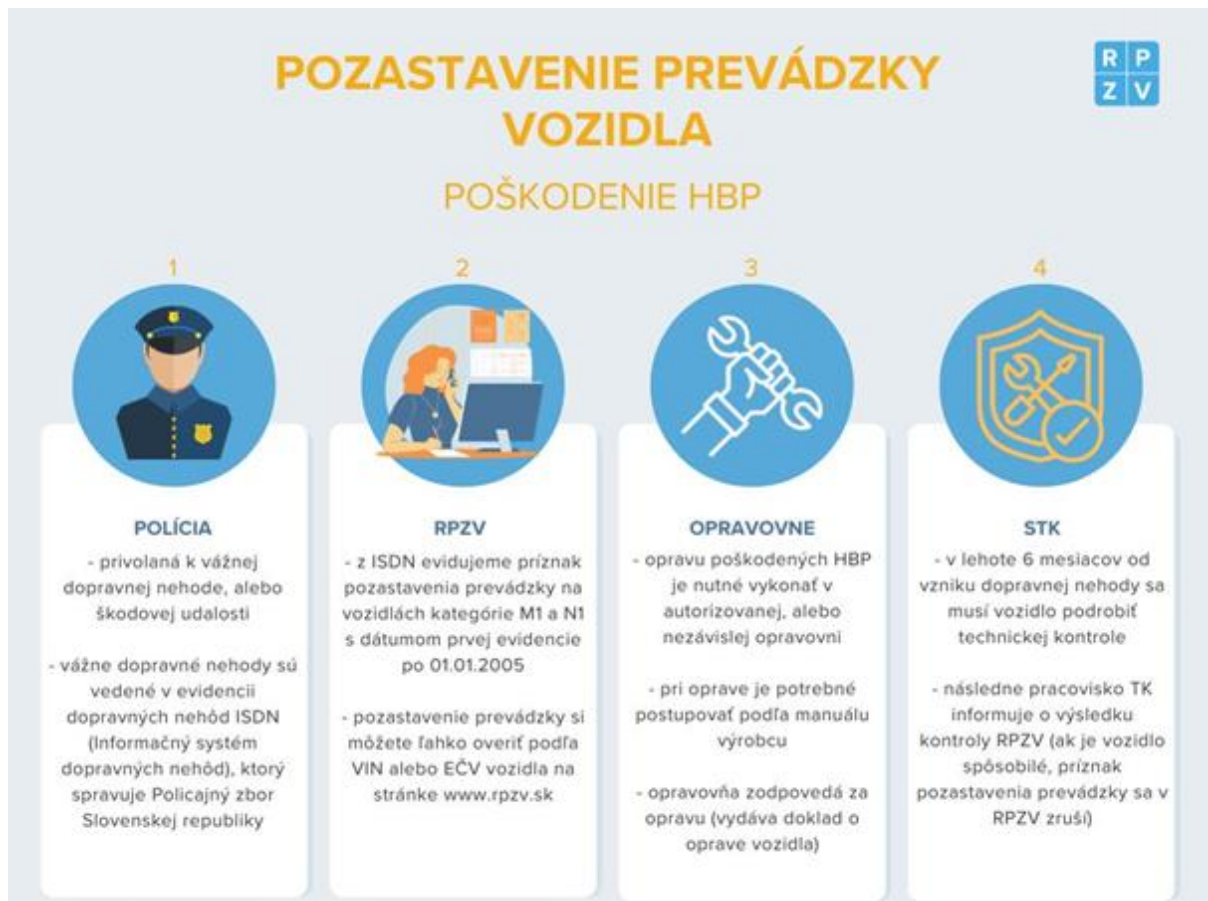 POZASTAVENIE PREVÁDZKY
VOZIDLA
R P
Z V
POŠKODENIE HBP
1
POLÍCIA
- privolaná k vážnej
dopravnej nehode, alebo
škodovej udalosti
- vážne dopravné nehody sú
vedené v evidencii
dopravných nehôd ISDN
(Informačný systém
dopravných nehôd), ktorý
spravuje Policajný zbor
Slovenskej republiky
2
RPZV
- z ISDN evidujeme príznak
pozastavenia prevádzky na
vozidlách kategórie M1 a N1
s dátumom prvej evidencie
po 01.01.2005
- pozastavenie prevádzky si
môžete ľahko overiť podľa
VIN alebo EČV vozidla na
stránke www.rpzv.sk
3
OPRAVOVNE
- opravu poškodených HBP
je nutné vykonať v
autorizovanej, alebo
nezávislej opravovni
- pri oprave je potrebné
postupovať podľa manuálu
výrobcu
- opravovňa zodpovedá za
opravu (vydáva doklad o
oprave vozidla)
4
STK
- v lehote 6 mesiacov od
vzniku dopravnej nehody sa
musí vozidlo podrobiť
technickej kontrole
- následne pracovisko TK
informuje o výsledku
kontroly RPZV (ak je vozidlo
spôsobilé, príznak
pozastavenia prevádzky sa v
RPZV zruší)